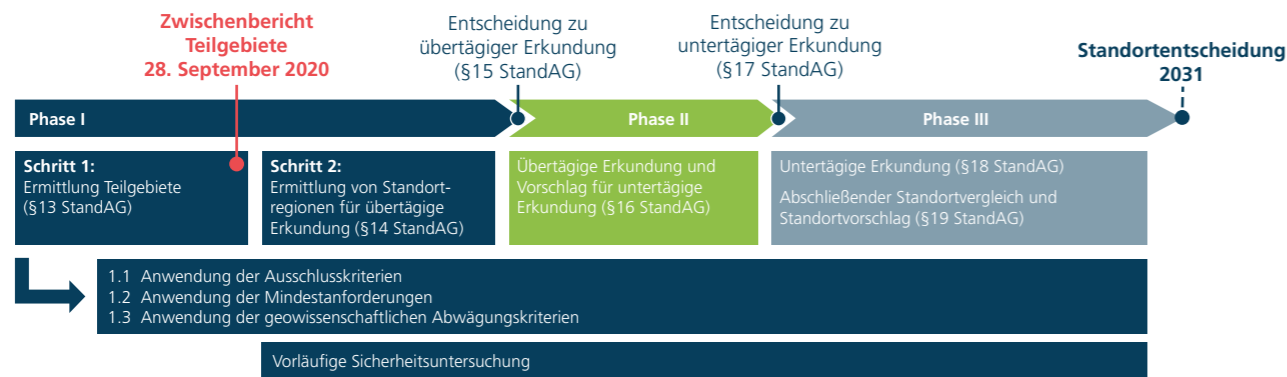 Zwischenbericht
Teilgebiete
28. September 2020
Entscheidung zu
übertägiger Erkundung
(§15 StandAG)
Entscheidung zu
untertägiger Erkundung
(§17 StandAG)
Standortentscheidung
2031
Phase I
Phase II
Phase III
Schritt 1:
Ermittlung Teilgebiete
(§13 StandAG)
Schritt 2:
Ermittlung von Standort-
regionen für übertägige
Erkundung (§14 StandAG)
Übertägige Erkundung und
Vorschlag für untertägige
Erkundung (§16 StandAG)
Untertägige Erkundung (§18 StandAG)
Abschließender Standortvergleich und
Standortvorschlag (§19 StandAG)
1.1 Anwendung der Ausschlusskriterien
1.2 Anwendung der Mindestanforderungen
1.3 Anwendung der geowissenschaftlichen Abwägungskriterien
Vorläufige Sicherheitsuntersuchung